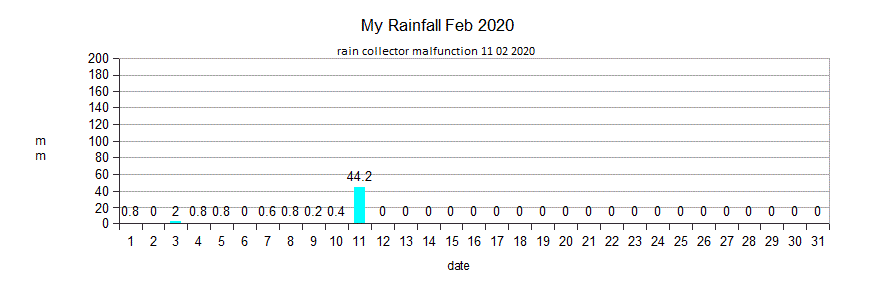 My Rainfall Feb 2020
rain collector malfunction 11 02 2020
200
180
160
140
120
100
80
60
40
20
0
m
m
44.2
0.8 0 2 0.8 0.8 0 0.6 0.8 0.2 0.4 0 0 0 0 0 0 0 0 0 0 0 0 0 0 0 0 0 0 0 0
1 2 3 4 5 6 7 8 9 10 11 12 13 14 15 16 17 18 19 20 21 22 23 24 25 26 27 28 29 30 31
date